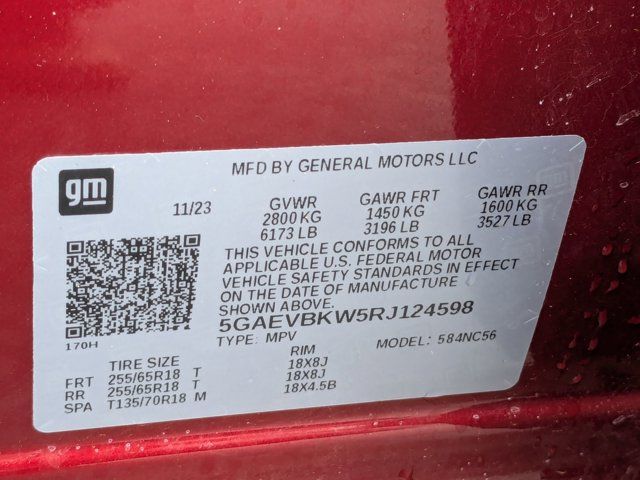 MFD BY GENERAL MOTORS LLC
gm
11/23 GVWR GAWR FRT GAWR RR
2800 KG 1450 KG 1600 KG
6173 LB 3196 LB 3527 LB
THIS VEHICLE CONFORMS TO ALL
APPLICABLE U.S. FEDERAL MOTOR
VEHICLE SAFETY STANDARDS IN EFFECT
ON THE DATE OF MANUFACTURE
SHOWN ABOVE.
5GAEVBKW5RJ124598
170H
TYPE: MPV MODEL: 584NC56
TIRE SIZE RIM
FRT 255/65R18 T 18X8J
RR 255/65R18 T 18X8J
SPA T135/70R18 M 18X4.5B